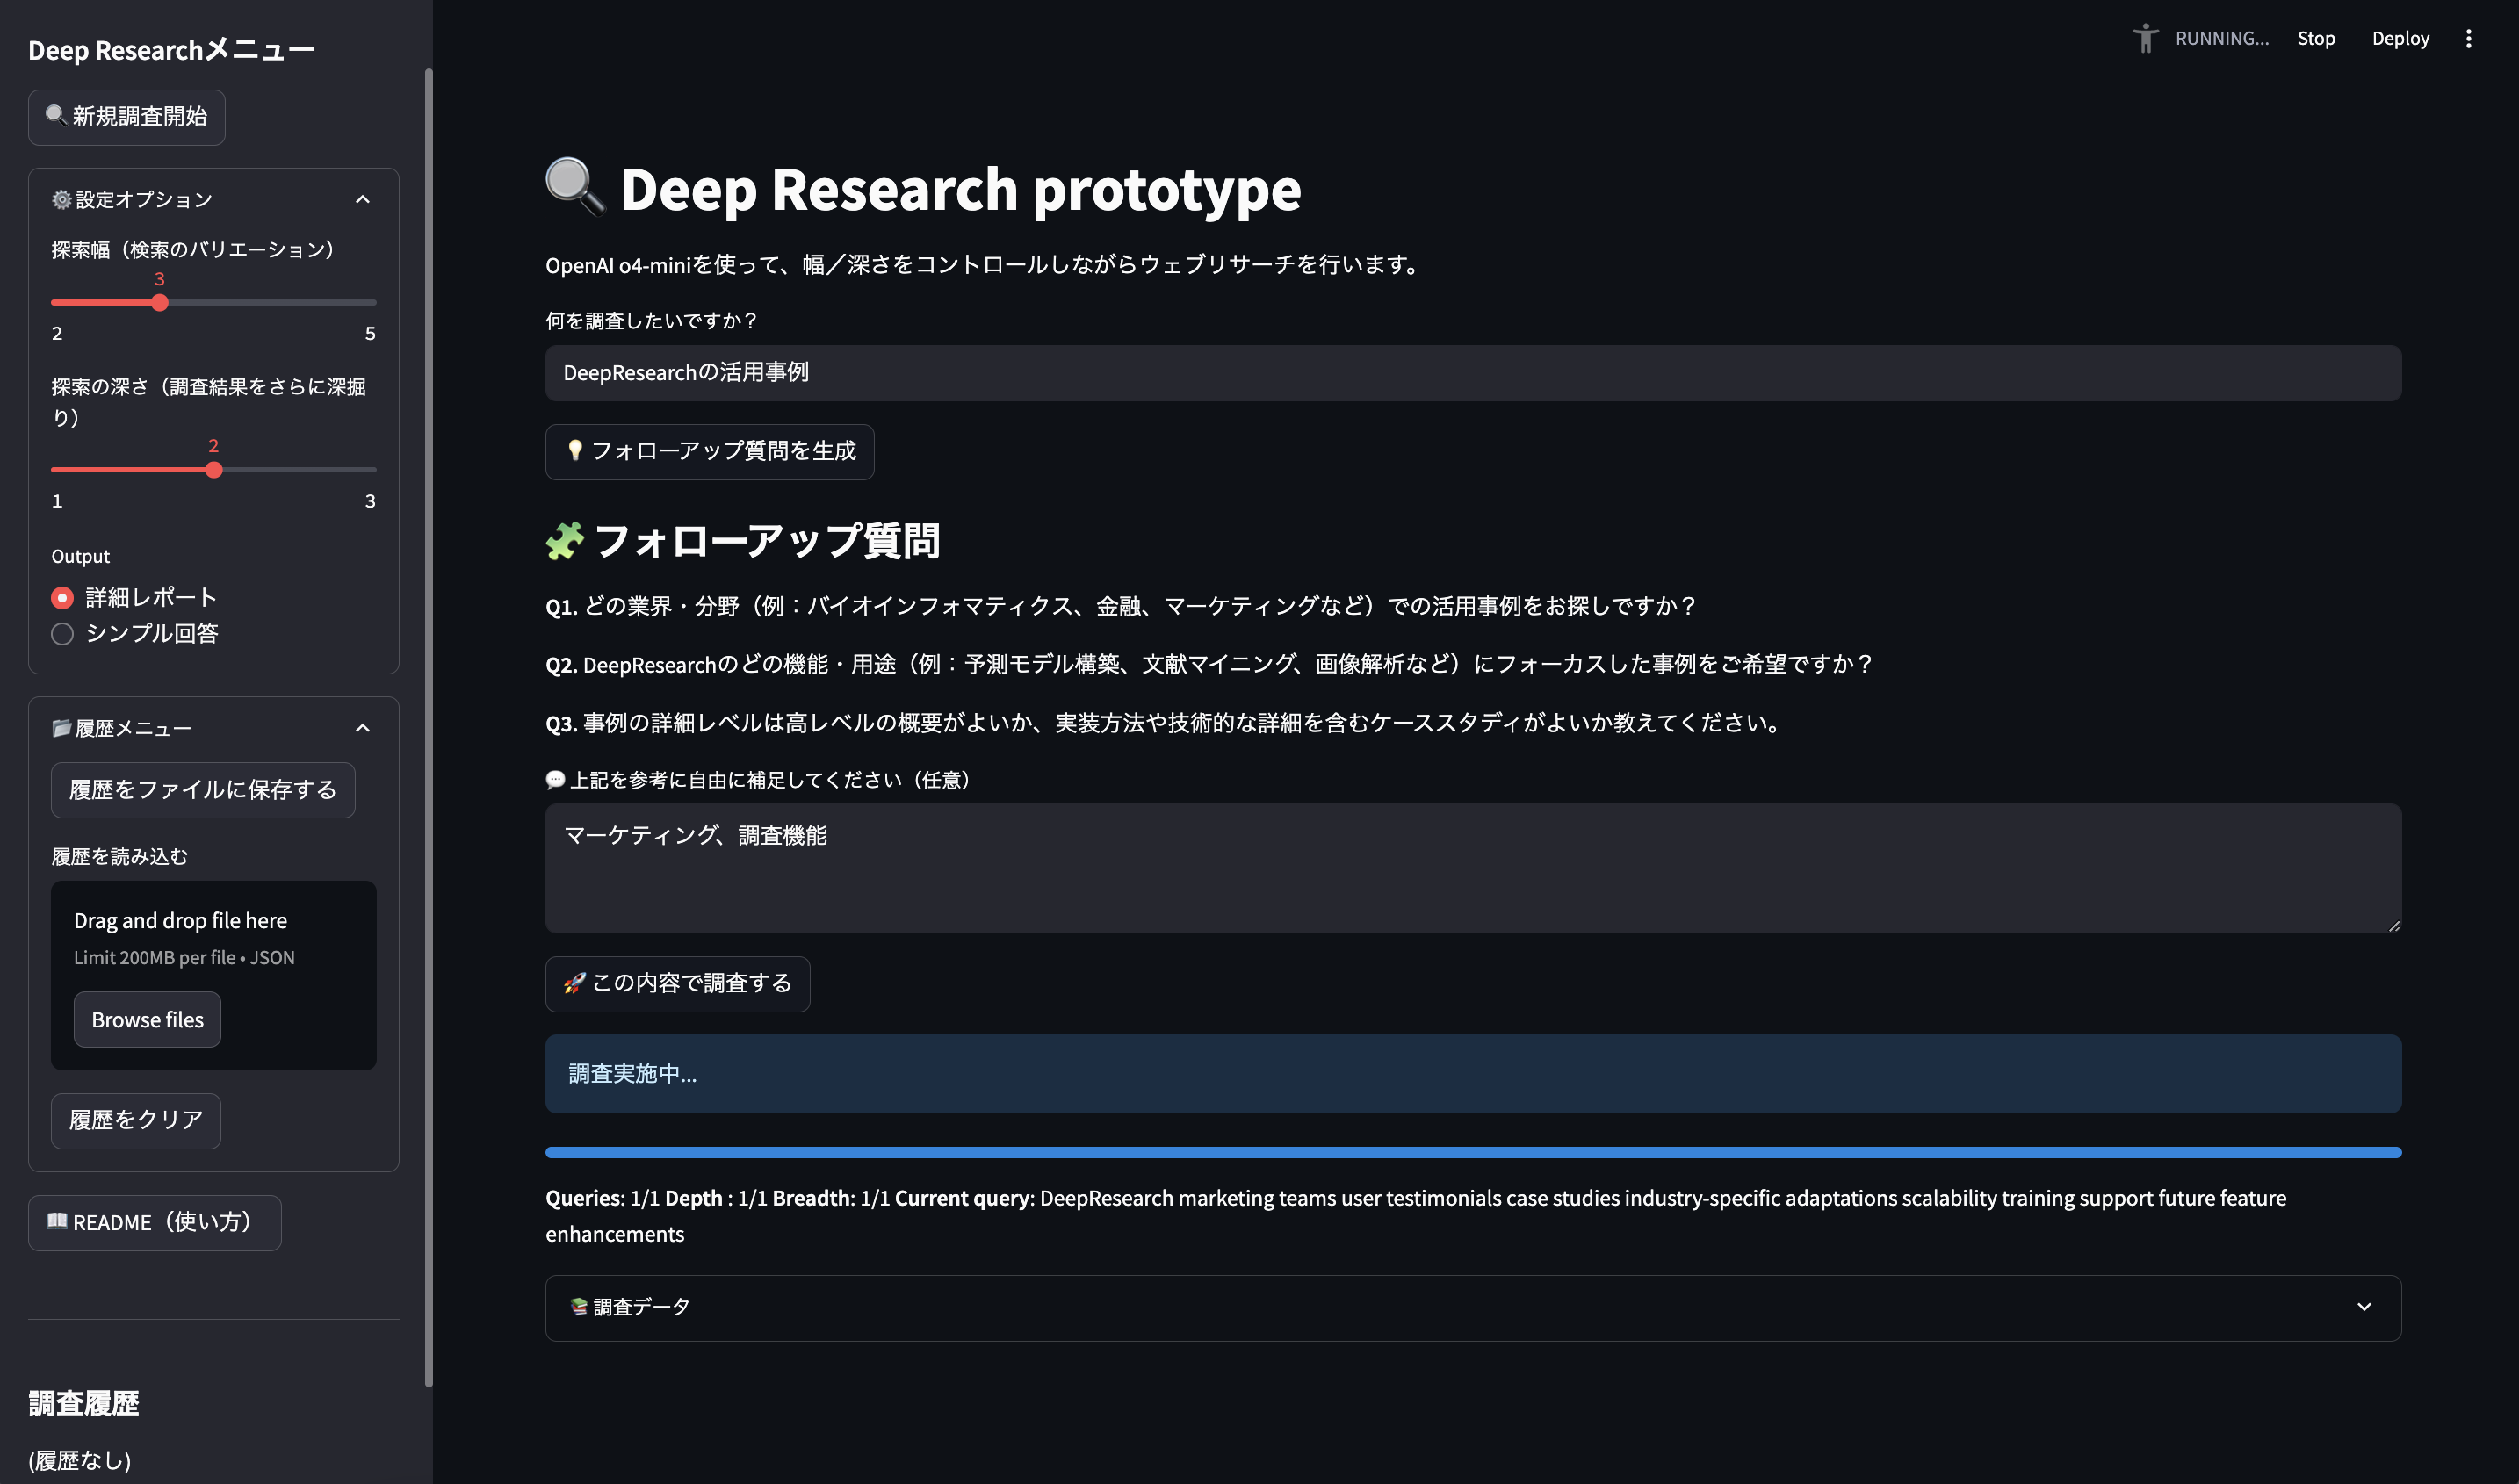 Deep Researchメニュー
🔍 新規調査開始
⚙️ 設定オプション
探索幅（検索のバリエーション）
3
2 5
探索の深さ（調査結果をさらに深掘
り）
2
1 3
Output
詳細レポート
シンプル回答
📂 履歴メニュー
履歴をファイルに保存する
履歴を読み込む
Drag and drop file here
Limit 200MB per file • JSON
Browse files
履歴をクリア
📖 README（使い方）
調査履歴
(履歴なし)
RUNNING... Stop Deploy
🔍 Deep Research prototype
OpenAI o4-miniを使って、幅／深さをコントロールしながらウェブリサーチを行います。
何を調査したいですか？
DeepResearchの活用事例
💡 フォローアップ質問を生成
🧩 フォローアップ質問
Q1. どの業界・分野（例：バイオインフォマティクス、金融、マーケティングなど）での活用事例をお探しですか？
Q2. DeepResearchのどの機能・用途（例：予測モデル構築、文献マイニング、画像解析など）にフォーカスした事例をご希望ですか？
Q3. 事例の詳細レベルは高レベルの概要がよいか、実装方法や技術的な詳細を含むケーススタディがよいか教えてください。
💬 上記を参考に自由に補足してください（任意）
マーケティング、調査機能
🚀 この内容で調査する
調査実施中...
Queries: 1/1 Depth : 1/1 Breadth: 1/1 Current query: DeepResearch marketing teams user testimonials case studies industry-specific adaptations scalability training support future feature
enhancements
📚 調査データ